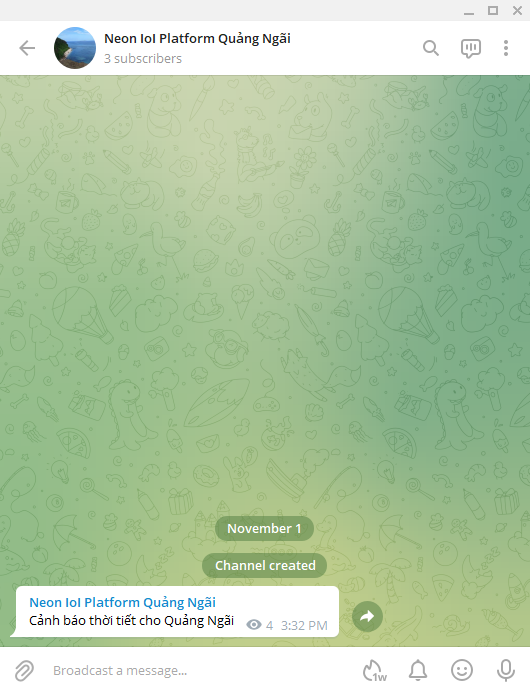 Neon IoI Platform Quảng Ngãi
3 subscribers
November 1
Channel created
Neon IoI Platform Quảng Ngãi
Cảnh báo thời tiết cho Quảng Ngãi 4 3:32 PM
Broadcast a message...
1w